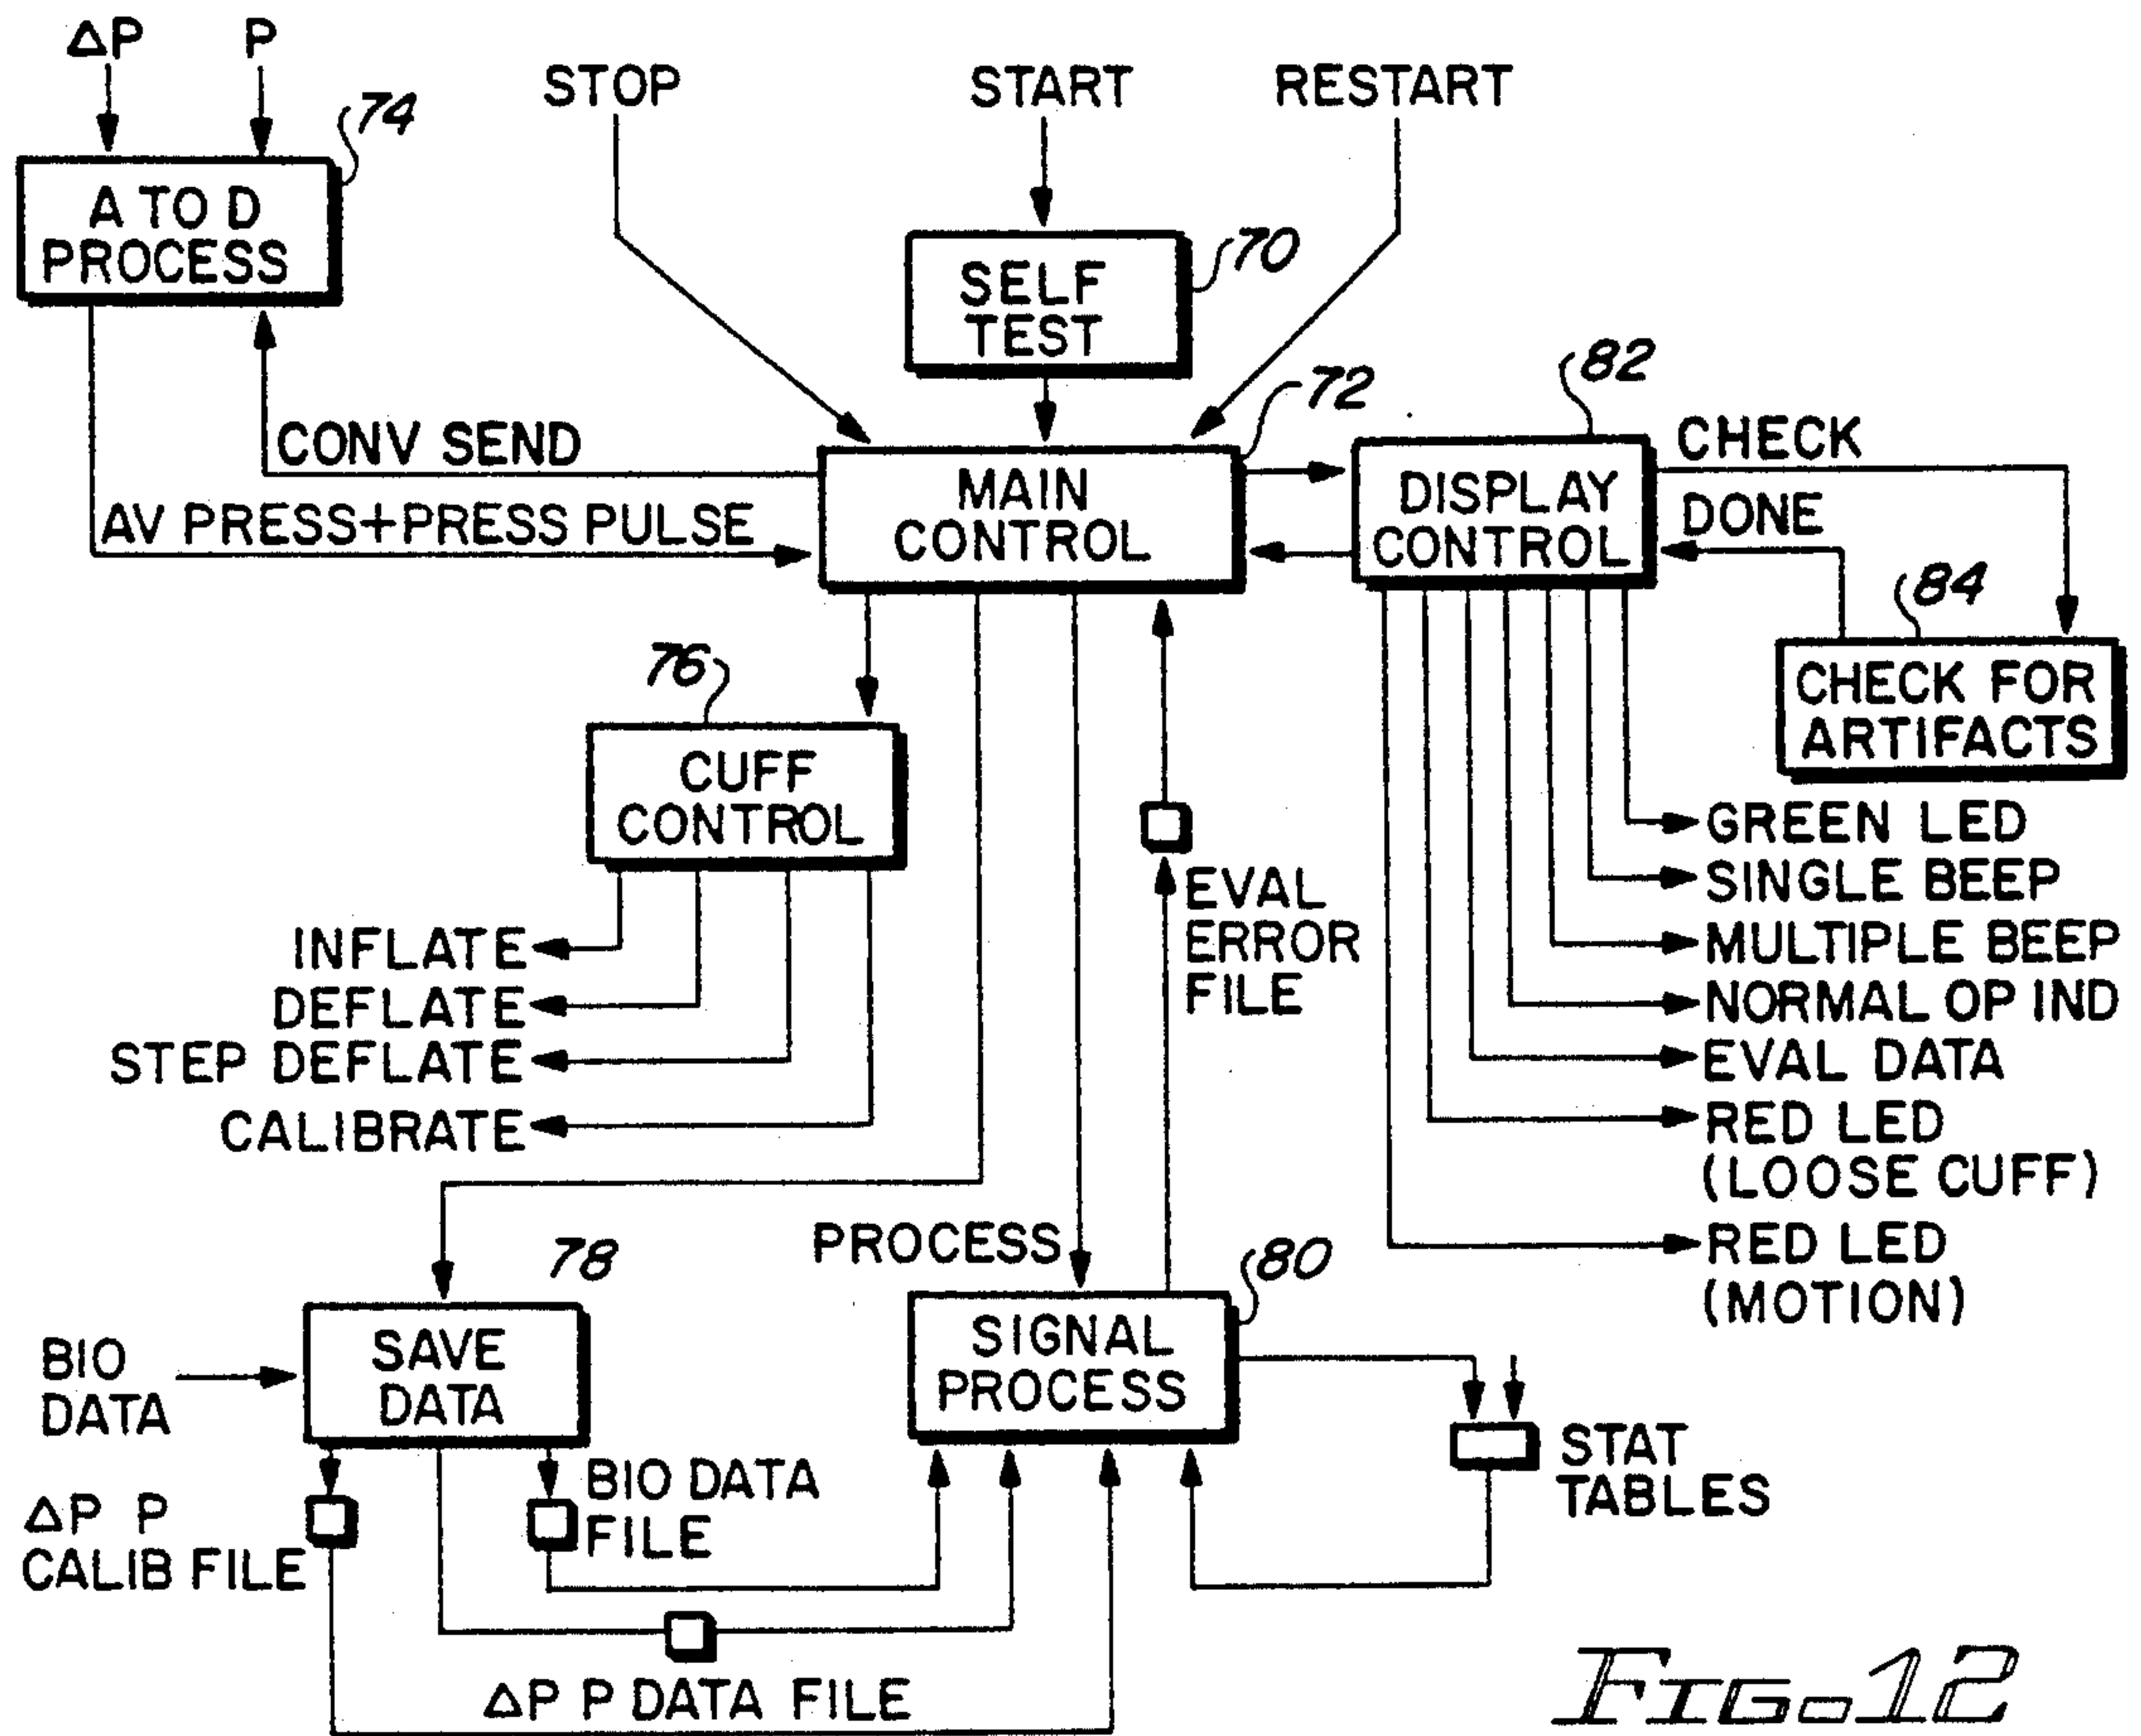 ΔP
P
STOP
START
RESTART
74
A TO D
PROCESS
70
SELF
TEST
82
72
CHECK
CONV SEND
MAIN
CONTROL
DISPLAY
CONTROL
DONE
AV PRESS+PRESS PULSE
84
CHECK FOR
ARTIFACTS
76
CUFF
CONTROL
GREEN LED
SINGLE BEEP
MULTIPLE BEEP
NORMAL OP IND
EVAL DATA
RED LED
(LOOSE CUFF)
RED LED
(MOTION)
EVAL
ERROR
FILE
INFLATE
DEFLATE
STEP DEFLATE
CALIBRATE
PROCESS
78
80
BIO
DATA
SAVE
DATA
SIGNAL
PROCESS
STAT
TABLES
BIO DATA
FILE
ΔP P
CALIB FILE
ΔP P DATA FILE
FIG.12